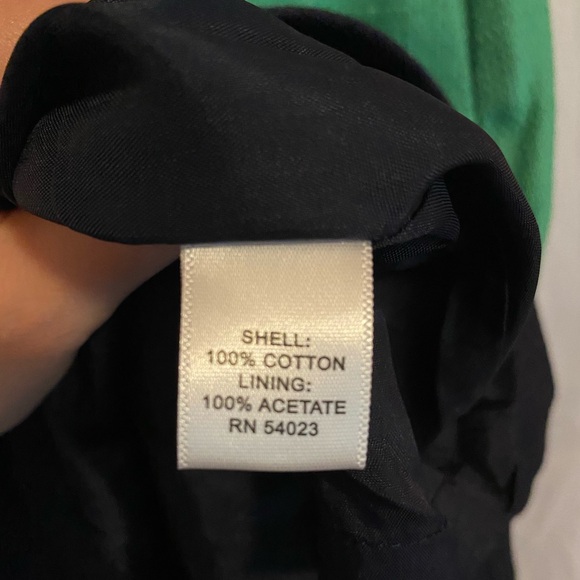 SHELL:
100% COTTON
LINING:
100% ACETATE
RN 54023